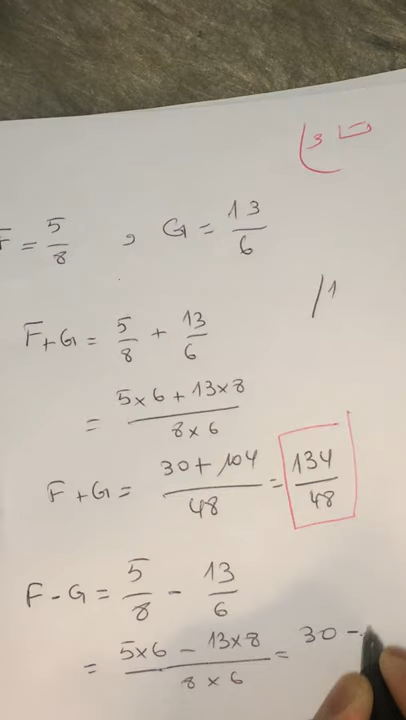 ت 3)
F = 5/8 , G = 13/6
/1
F+G = 5/8 + 13/6
= 5×6 + 13×8 / 8×6
F+G = 30+104 / 48 = 134/48
F-G = 5/8 - 13/6
= 5×6 - 13×8 / 8×6 = 30 -